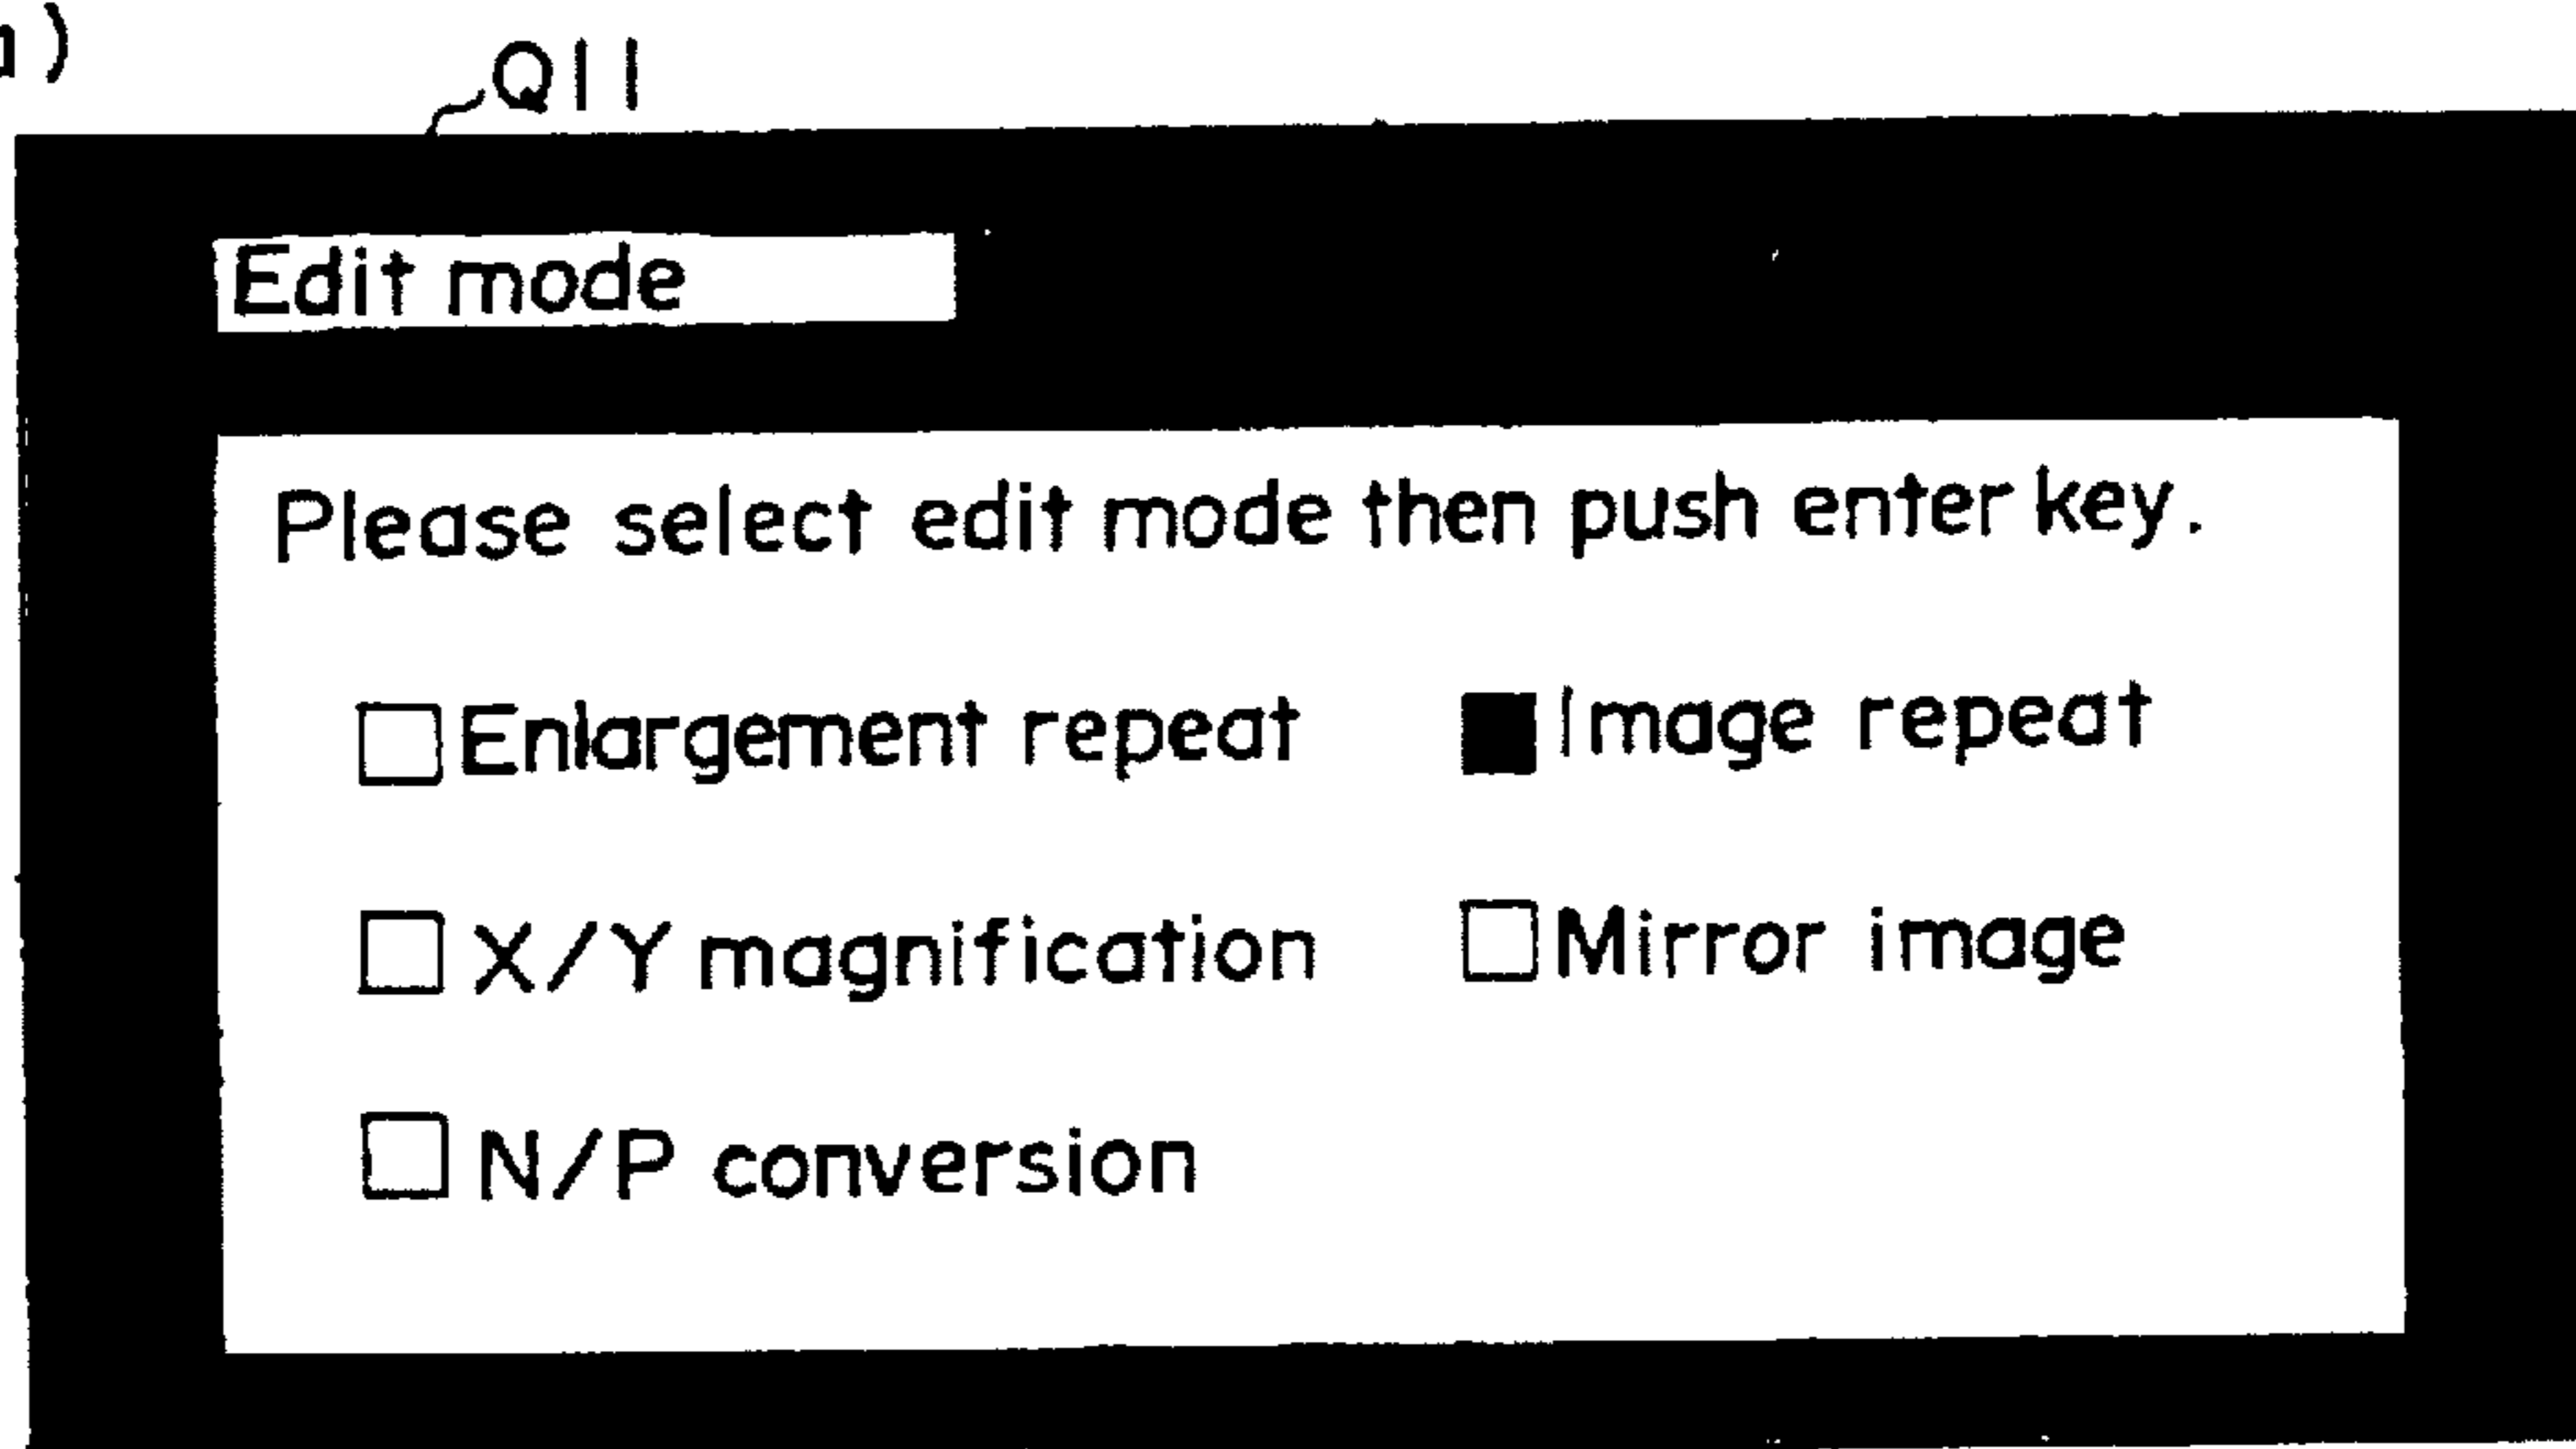 Q11
Edit mode
Please select edit mode then push enter key.
Enlargement repeat
Image repeat
X/Y magnification
Mirror image
N/P conversion